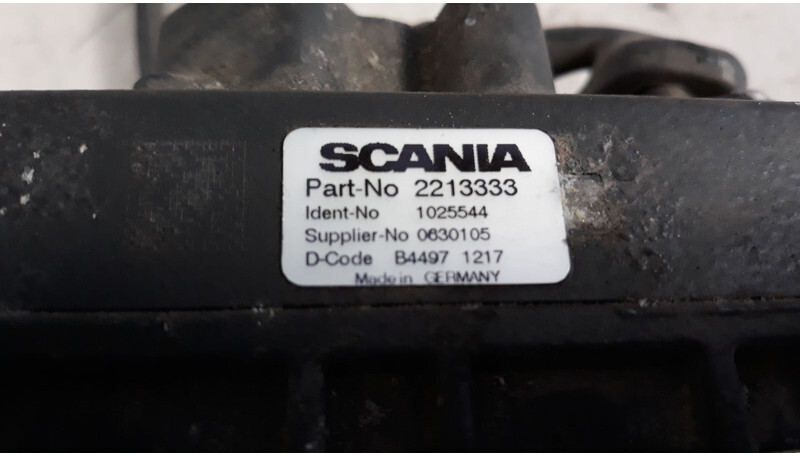 SCANIA
Part-No 2213333
Ident-No 1025544
Supplier-No 0630105
D-Code B4497 1217
Made in GERMANY